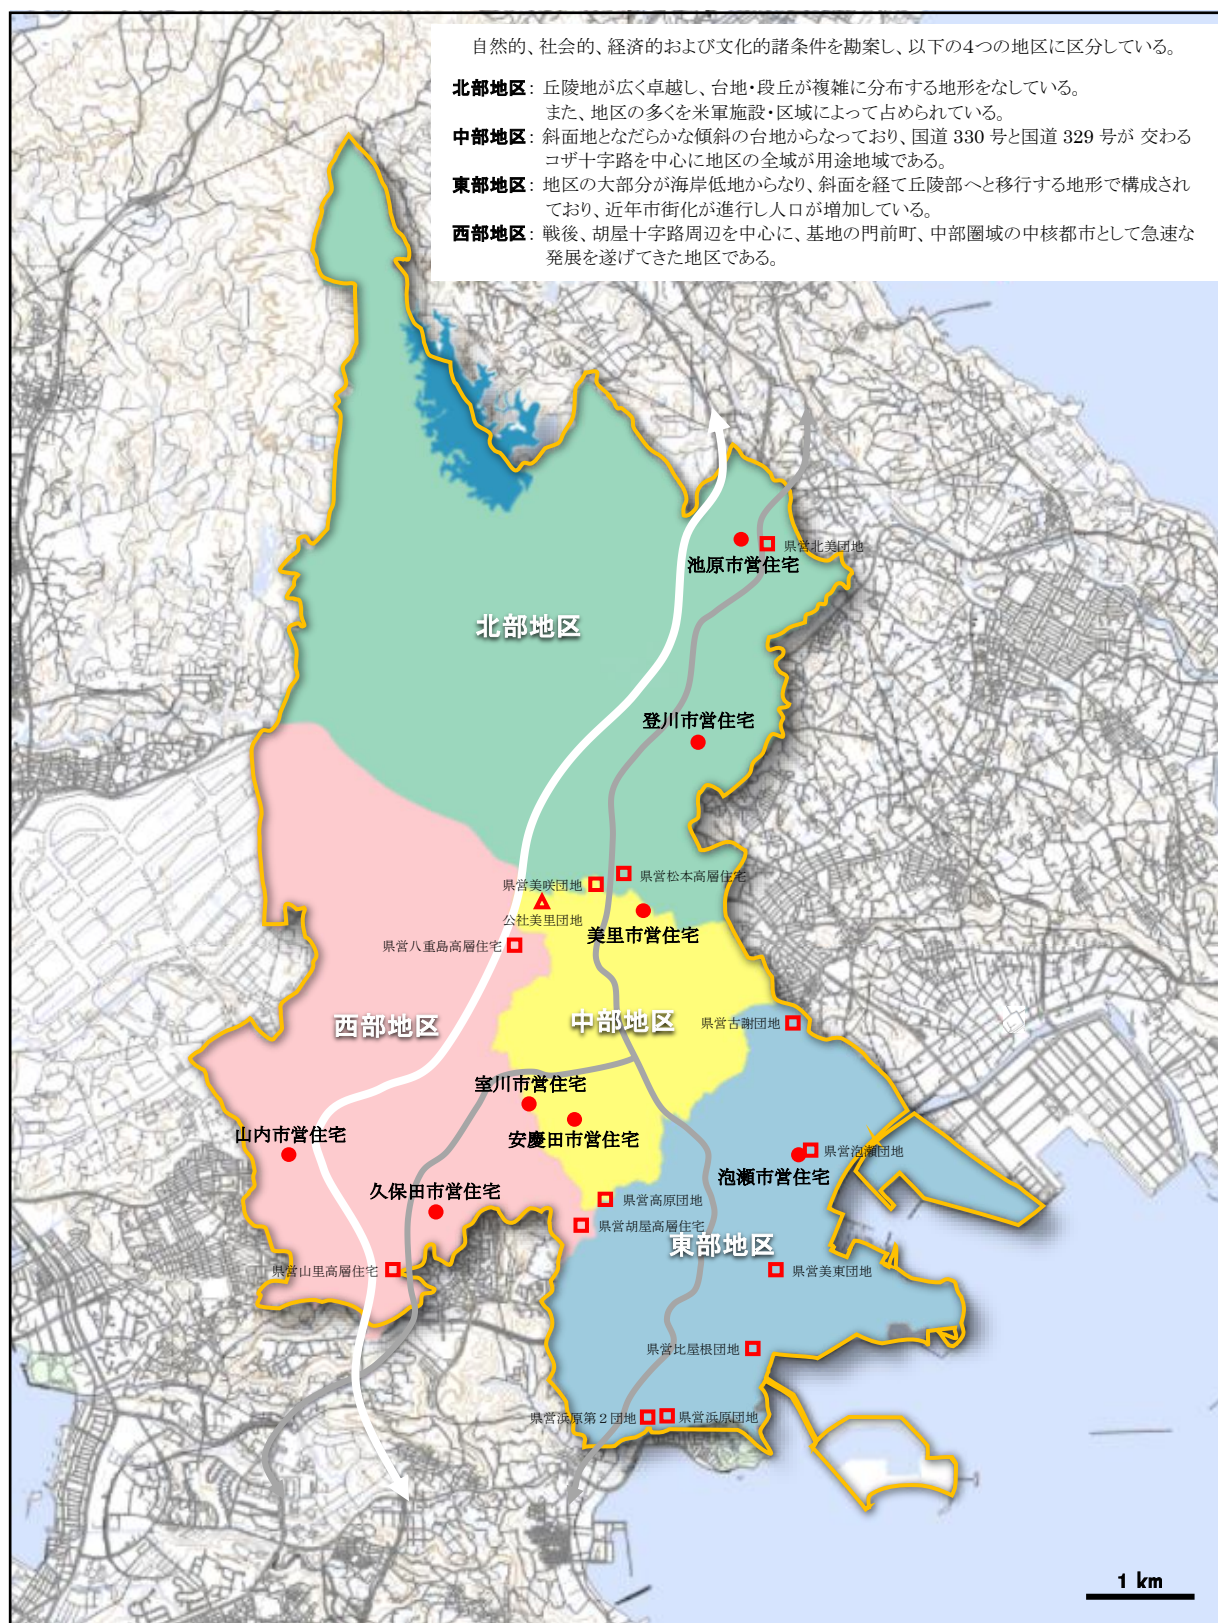 自然的、社会的、経済的および文化的諸条件を勘案し、以下の4つの地区に区分している。
北部地区：丘陵地が広く卓越し、台地・段丘が複雑に分布する地形をなしている。
また、地区の多くを米軍施設・区域によって占められている。
中部地区：斜面地となだらかな傾斜の台地からなっており、国道 330 号と国道 329 号が 交わる
コザ十字路を中心に地区の全域が用途地域である。
東部地区：地区の大部分が海岸低地からなり、斜面を経て丘陵部へと移行する地形で構成され
ており、近年市街化が進行し人口が増加している。
西部地区：戦後、胡屋十字路周辺を中心に、基地の門前町、中部圏域の中核都市として急速な
発展を遂げてきた地区である。
県営北美団地
池原市営住宅
北部地区
登川市営住宅
県営松本高層住宅
県営美咲団地
公社美里団地
美里市営住宅
県営八重島高層住宅
西部地区
中部地区
県営古謝団地
室川市営住宅
山内市営住宅
安慶田市営住宅
県営泡瀬団地
泡瀬市営住宅
久保田市営住宅
県営高原団地
県営胡屋高層住宅
東部地区
県営山里高層住宅
県営美東団地
県営比屋根団地
県営浜原第２団地
県営浜原団地
1 km